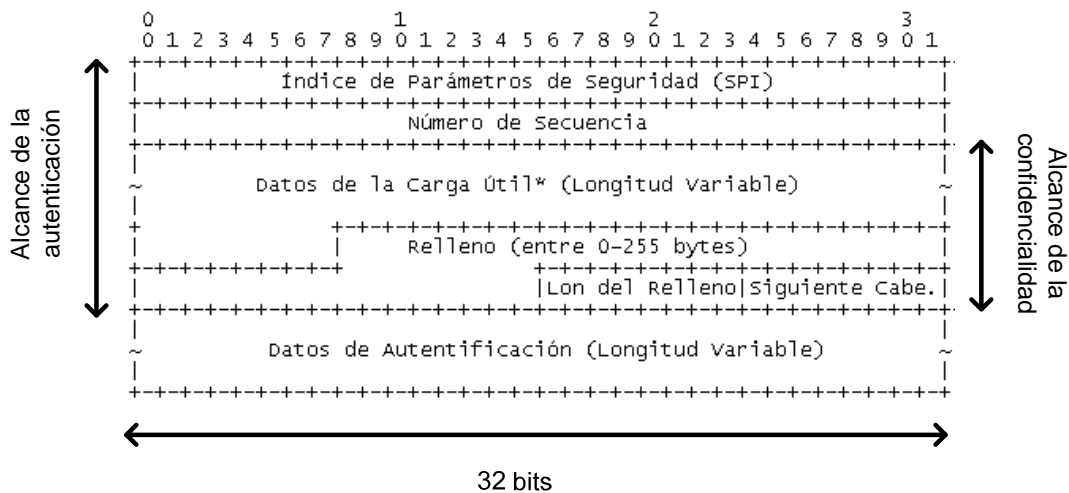 0 1 2 3
0 1 2 3 4 5 6 7 8 9 0 1 2 3 4 5 6 7 8 9 0 1 2 3 4 5 6 7 8 9 0 1
Índice de Parámetros de Seguridad (SPI)
Número de Secuencia
Datos de la Carga Útil* (Longitud Variable)
Relleno (entre 0-255 bytes)
|Lon del Relleno|Siguiente Cabe.|
Datos de Autentificación (Longitud Variable)
Alcance de la
autenticación
Alcance de la
confidencialidad
32 bits